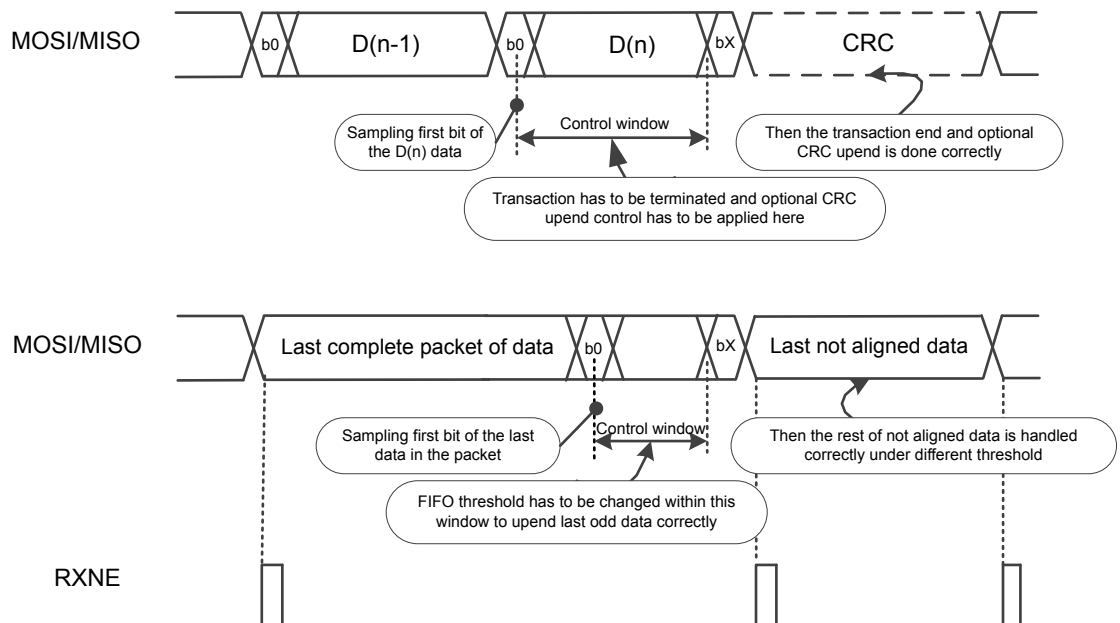 MOSI/MISO
b0
D(n-1)
b0
D(n)
bX
CRC
Sampling first bit of
the D(n) data
Control window
Then the transaction end and optional
CRC upend is done correctly
Transaction has to be terminated and optional CRC
upend control has to be applied here
MOSI/MISO
Last complete packet of data
b0
bX
Last not aligned data
Sampling first bit of the last
data in the packet
Control window
Then the rest of not aligned data is handled
correctly under different threshold
FIFO threshold has to be changed within this
window to upend last odd data correctly
RXNE